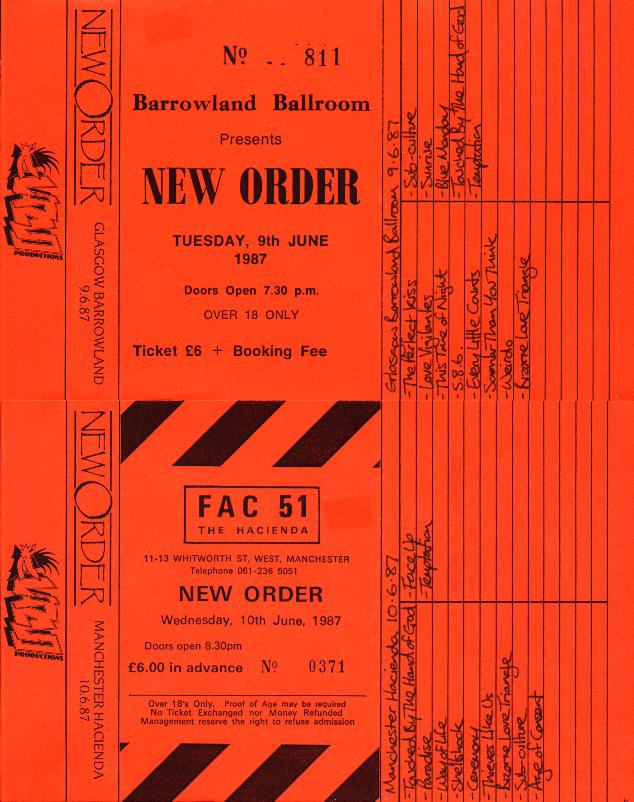 NEW ORDER
GLASGOW BARROWLAND
9.6.87
PRODUCTIONS
Nº .. 811
Barrowland Ballroom
Presents
NEW ORDER
TUESDAY, 9th JUNE
1987
Doors Open 7.30 p.m.
OVER 18 ONLY
Ticket £6 + Booking Fee
Glasgow Barrowland Ballroom 9.6.87
-The Perfect Kiss
-Love Vigilantes
-This Time of Night
-S.8.6.
-Every Little Counts
-Sooner Than You Think
-Weirdo
-Bizarre Love Triangle
-Sub-culture
-Sunrise
-Blue Monday
-Touched By The Hand of God
-Temptation
NEW ORDER
MANCHESTER HACIENDA
10.6.87
PRODUCTIONS
FAC 51
THE HACIENDA
11-13 WHITWORTH ST, WEST, MANCHESTER
Telephone 061-236 5051
NEW ORDER
Wednesday, 10th June, 1987
Doors open 8.30pm
£6.00 in advance Nº 0371
Over 18's Only. Proof of Age may be required
No Ticket Exchanged nor Money Refunded
Management reserve the right to refuse admission
Manchester Hacienda 10.6.87
-Touched By The Hand of God
-Paradise
-Way of Life
-Shellshock
-Ceremony
-Thieves Like Us
-Bizarre Love Triangle
-Sub-culture
-Age of Consent
-Face Up
-Temptation